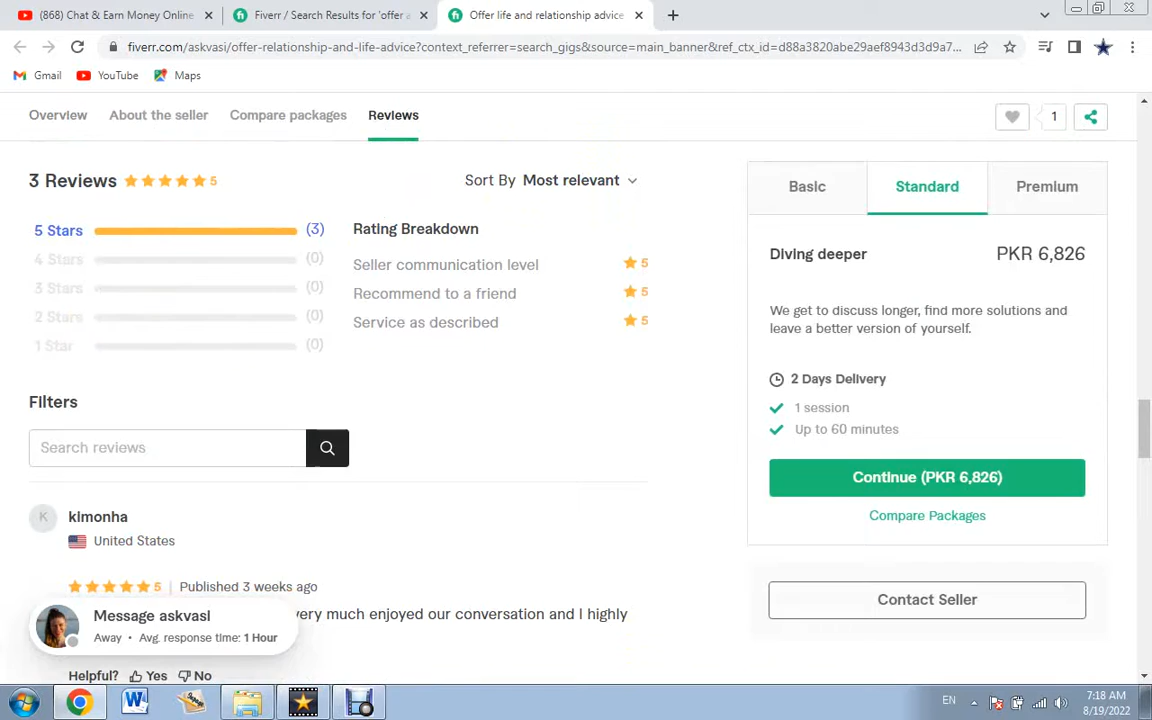 (868) Chat & Earn Money Online
Fiverr / Search Results for 'offer a
Offer life and relationship advice
fiverr.com/askvasi/offer-relationship-and-life-advice?context_referrer=search_gigs&source=main_banner&ref_ctx_id=d88a3820abe29aef8943d3d9a7...
Gmail
YouTube
Maps
Overview
About the seller
Compare packages
Reviews
1
3 Reviews 5
Sort By Most relevant
Basic
Standard
Premium
5 Stars (3)
4 Stars (0)
3 Stars (0)
2 Stars (0)
1 Star (0)
Rating Breakdown
Seller communication level 5
Recommend to a friend 5
Service as described 5
Diving deeper PKR 6,826
We get to discuss longer, find more solutions and
leave a better version of yourself.
2 Days Delivery
1 session
Up to 60 minutes
Continue (PKR 6,826)
Compare Packages
Contact Seller
Filters
Search reviews
K
kimonha
United States
5 | Published 3 weeks ago
very much enjoyed our conversation and I highly
Message askvasi
Away • Avg. response time: 1 Hour
Helpful? Yes No
EN
7:18 AM
8/19/2022